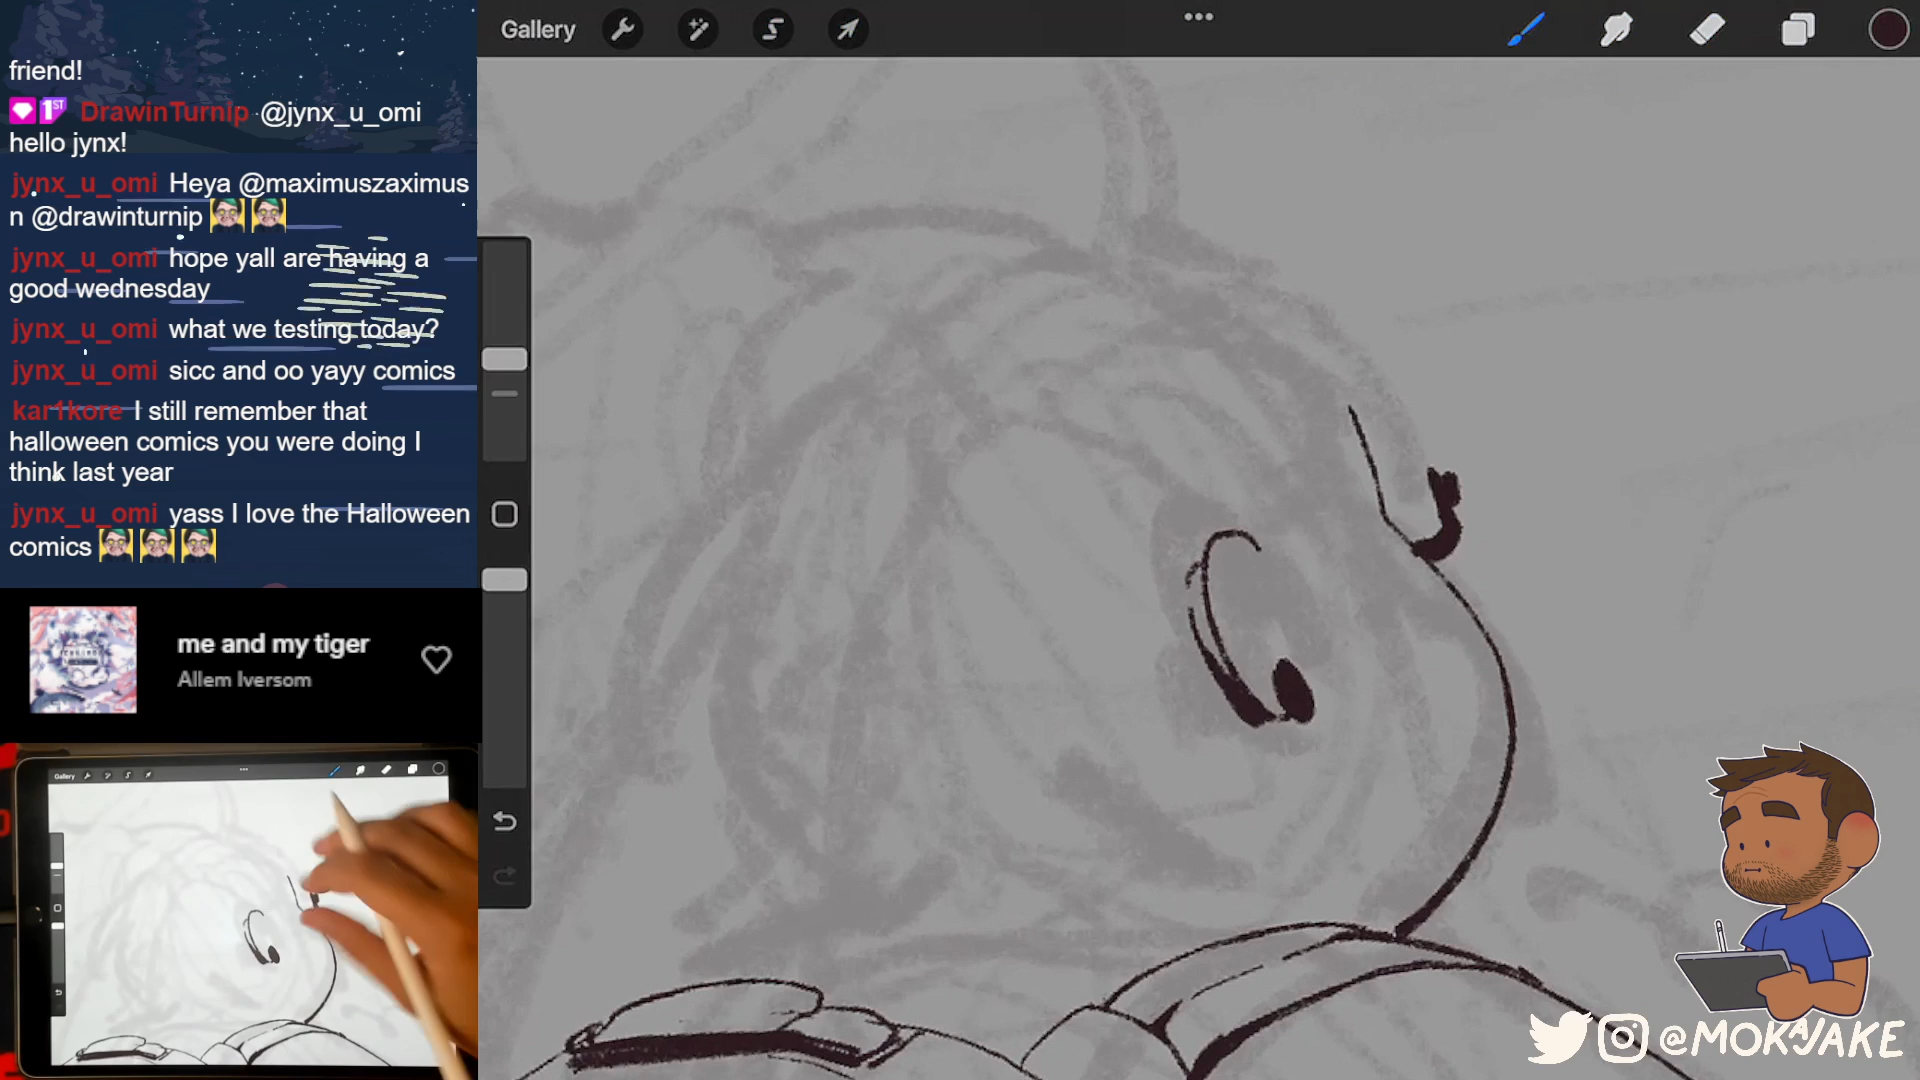 friend!
1ST DrawinTurnIp @jynx_u_omi
hello jynx!
jynx_u_omi Heya @maximuszaximus
n @drawinturnip
jynx_u_omi hope yall are having a
good wednesday
jynx_u_omi what we testing today?
jynx_u_omi sicc and oo yayy comics
kar1kore I still remember that
halloween comics you were doing I
think last year
jynx_u_omi yass I love the Halloween
comics
me and my tiger
Allem Iversom
Gallery
Gallery
@MOKAJAKE